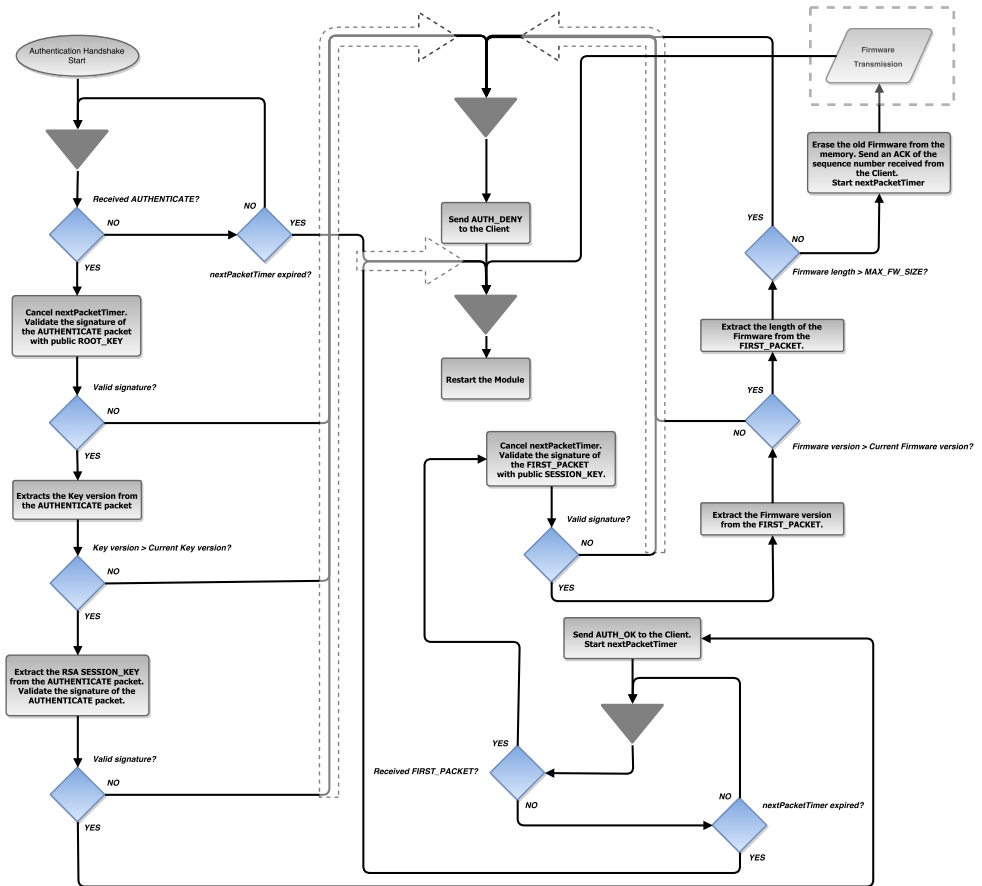 Authentication Handshake
Start
Received AUTHENTICATE?
NO
YES
NO
YES
nextPacketTimer expired?
Cancel nextPacketTimer.
Validate the signature of
the AUTHENTICATE packet
with public ROOT_KEY
Valid signature?
NO
YES
Extracts the Key version from
the AUTHENTICATE packet
Key version > Current Key version?
NO
YES
Extract the RSA SESSION_KEY
from the AUTHENTICATE packet.
Validate the signature of the
AUTHENTICATE packet.
Valid signature?
NO
YES
Send AUTH_DENY
to the Client
Restart the Module
Cancel nextPacketTimer.
Validate the signature of
the FIRST_PACKET
with public SESSION_KEY.
Valid signature?
NO
YES
Send AUTH_OK to the Client.
Start nextPacketTimer
YES
Received FIRST_PACKET?
NO
NO
nextPacketTimer expired?
YES
Firmware
Transmission
Erase the old Firmware from the
memory. Send an ACK of the
sequence number received from
the Client.
Start nextPacketTimer
YES
NO
Firmware length > MAX_FW_SIZE?
Extract the length of the
Firmware from the
FIRST_PACKET.
YES
NO
Firmware version > Current Firmware version?
Extract the Firmware version
from the FIRST_PACKET.